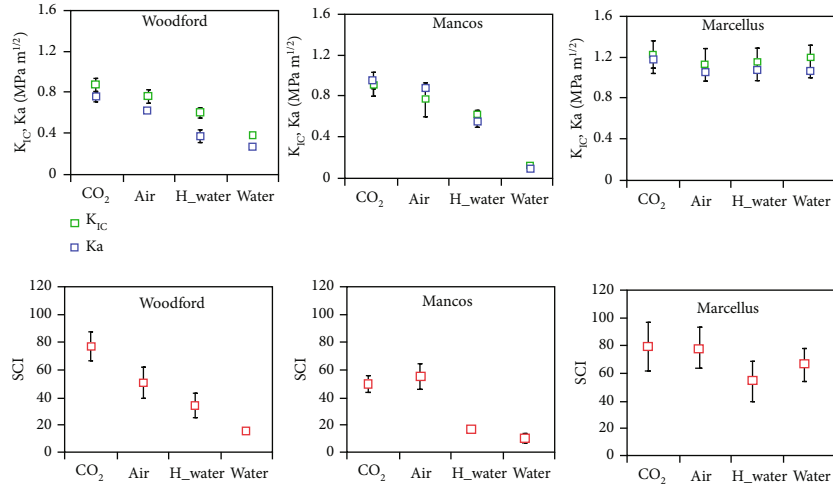 Woodford
Mancos
Marcellus
K_IC, Ka (MPa m^1/2)
1.6
1.2
0.8
0.4
0
CO₂
Air
H_water
Water
K_IC, Ka (MPa m^1/2)
1.6
1.2
0.8
0.4
0
CO₂
Air
H_water
Water
K_IC, Ka (MPa m^1/2)
1.6
1.2
0.8
0.4
0
CO₂
Air
H_water
Water
K_IC
Ka
Woodford
Mancos
Marcellus
SCI
120
100
80
60
40
20
0
CO₂
Air
H_water
Water
SCI
120
100
80
60
40
20
0
CO₂
Air
H_water
Water
SCI
120
100
80
60
40
20
0
CO₂
Air
H_water
Water